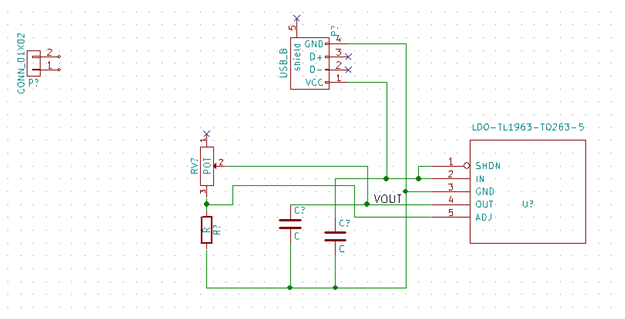 CONN_01X02
2
1
P?
USB_B
shield
5
P?
GND
4
D+
3
D-
2
VCC
1
LDO-TL1963-TO263-5
1
SHDN
2
IN
3
GND
4
OUT
U?
5
ADJ
VOUT
RV?
POT
1
2
3
R
R?
C?
C
C?
C